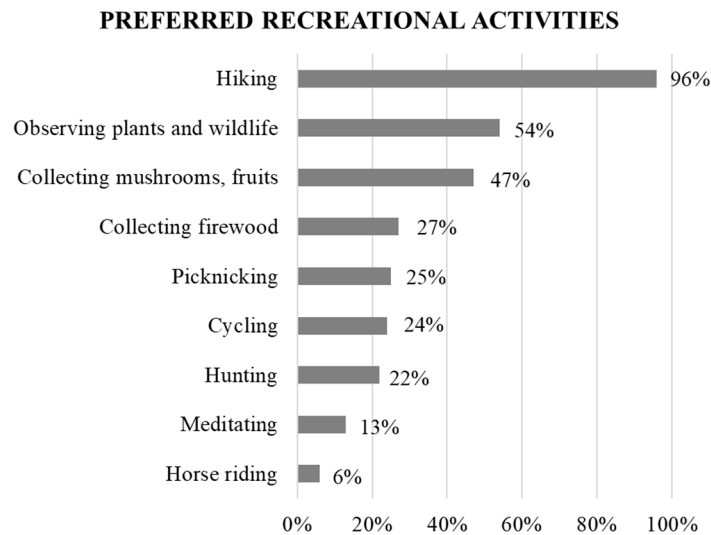 PREFERRED RECREATIONAL ACTIVITIES
Hiking 96%
Observing plants and wildlife 54%
Collecting mushrooms, fruits 47%
Collecting firewood 27%
Picknicking 25%
Cycling 24%
Hunting 22%
Meditating 13%
Horse riding 6%
0% 20% 40% 60% 80% 100%